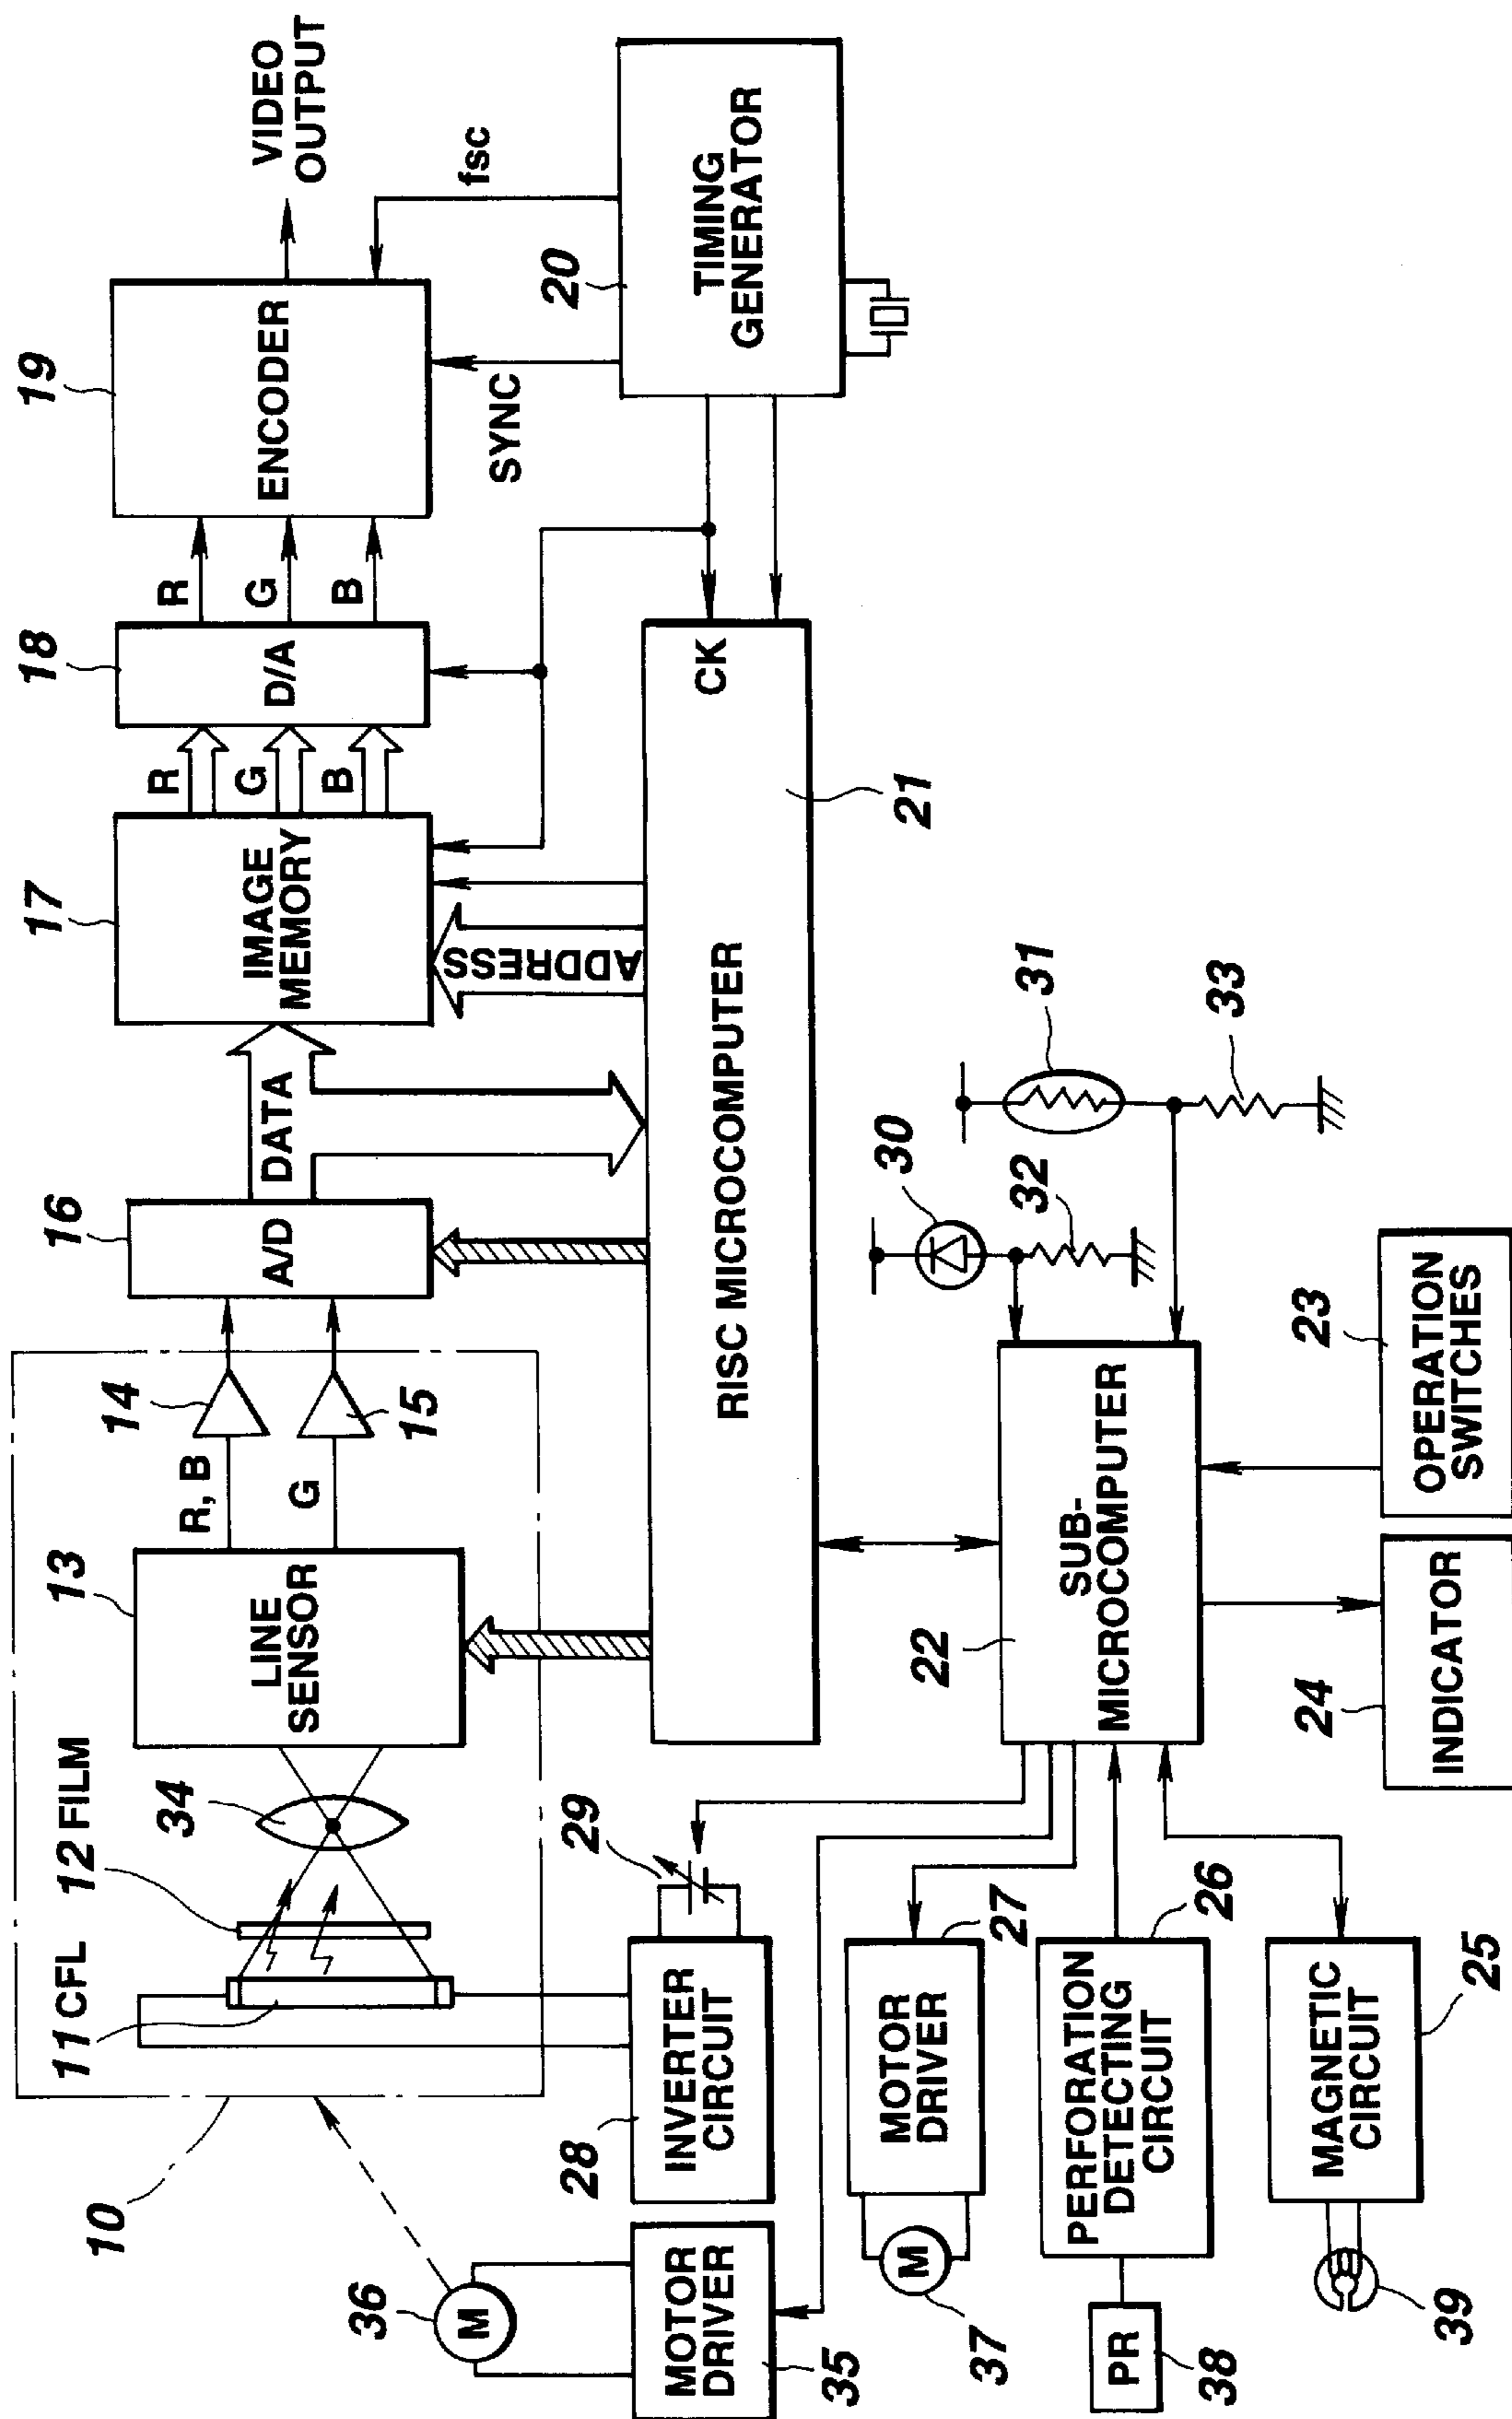 10
11 CFL
12 FILM
34
13
LINE
SENSOR
R, B
G
14
15
16
A/D
DATA
17
IMAGE
MEMORY
ADDRESS
R
G
B
18
D/A
R
G
B
19
ENCODER
VIDEO
OUTPUT
SYNC
fsc
20
TIMING
GENERATOR
CK
RISC MICROCOMPUTER
21
36
M
MOTOR
DRIVER
35
28
INVERTER
CIRCUIT
29
MOTOR
DRIVER
27
M
37
PERFORATION
DETECTING
CIRCUIT
26
PR
38
MAGNETIC
CIRCUIT
25
39
22
SUB-
MICROCOMPUTER
30
32
31
33
24
INDICATOR
23
OPERATION
SWITCHES